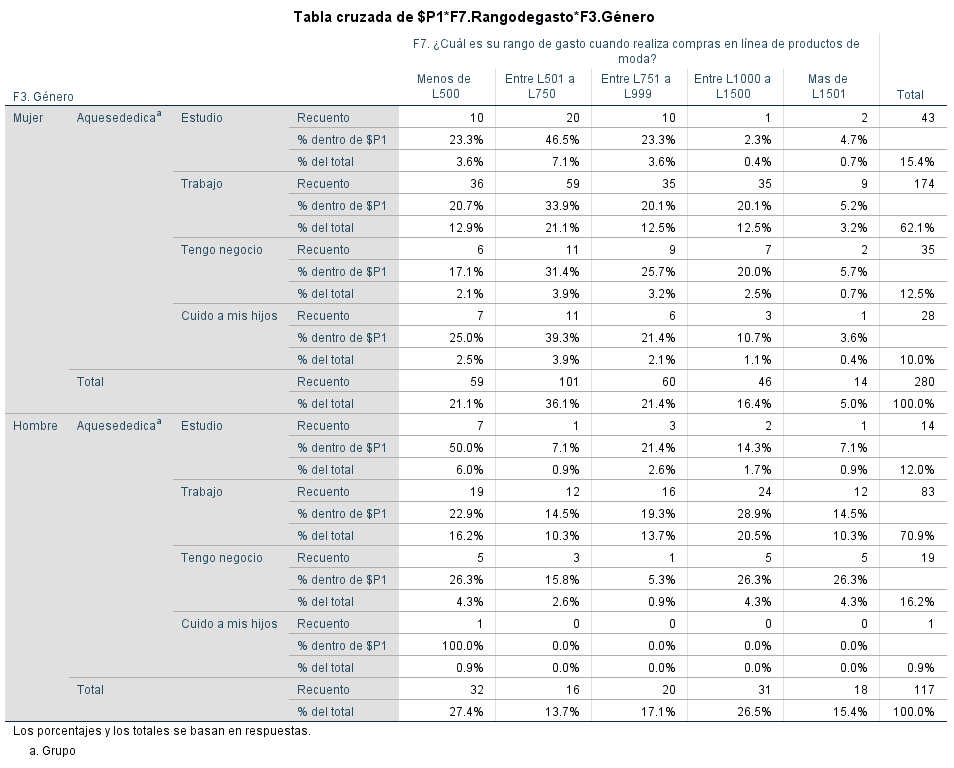 Tabla cruzada de $P1*F7.Rangodegasto*F3.Género
F7. ¿Cuál es su rango de gasto cuando realiza compras en línea de productos de
moda?
F3. Género Menos de L500 Entre L501 a L750 Entre L751 a L999 Entre L1000 a L1500 Mas de L1501 Total
Mujer Aquesededicaª Estudio Recuento 10 20 10 1 2 43
% dentro de $P1 23.3% 46.5% 23.3% 2.3% 4.7%
% del total 3.6% 7.1% 3.6% 0.4% 0.7% 15.4%
Trabajo Recuento 36 59 35 35 9 174
% dentro de $P1 20.7% 33.9% 20.1% 20.1% 5.2%
% del total 12.9% 21.1% 12.5% 12.5% 3.2% 62.1%
Tengo negocio Recuento 6 11 9 7 2 35
% dentro de $P1 17.1% 31.4% 25.7% 20.0% 5.7%
% del total 2.1% 3.9% 3.2% 2.5% 0.7% 12.5%
Cuido a mis hijos Recuento 7 11 6 3 1 28
% dentro de $P1 25.0% 39.3% 21.4% 10.7% 3.6%
% del total 2.5% 3.9% 2.1% 1.1% 0.4% 10.0%
Total Recuento 59 101 60 46 14 280
% del total 21.1% 36.1% 21.4% 16.4% 5.0% 100.0%
Hombre Aquesededicaª Estudio Recuento 7 1 3 2 1 14
% dentro de $P1 50.0% 7.1% 21.4% 14.3% 7.1%
% del total 6.0% 0.9% 2.6% 1.7% 0.9% 12.0%
Trabajo Recuento 19 12 16 24 12 83
% dentro de $P1 22.9% 14.5% 19.3% 28.9% 14.5%
% del total 16.2% 10.3% 13.7% 20.5% 10.3% 70.9%
Tengo negocio Recuento 5 3 1 5 5 19
% dentro de $P1 26.3% 15.8% 5.3% 26.3% 26.3%
% del total 4.3% 2.6% 0.9% 4.3% 4.3% 16.2%
Cuido a mis hijos Recuento 1 0 0 0 0 1
% dentro de $P1 100.0% 0.0% 0.0% 0.0% 0.0%
% del total 0.9% 0.0% 0.0% 0.0% 0.0% 0.9%
Total Recuento 32 16 20 31 18 117
% del total 27.4% 13.7% 17.1% 26.5% 15.4% 100.0%
Los porcentajes y los totales se basan en respuestas.
a. Grupo